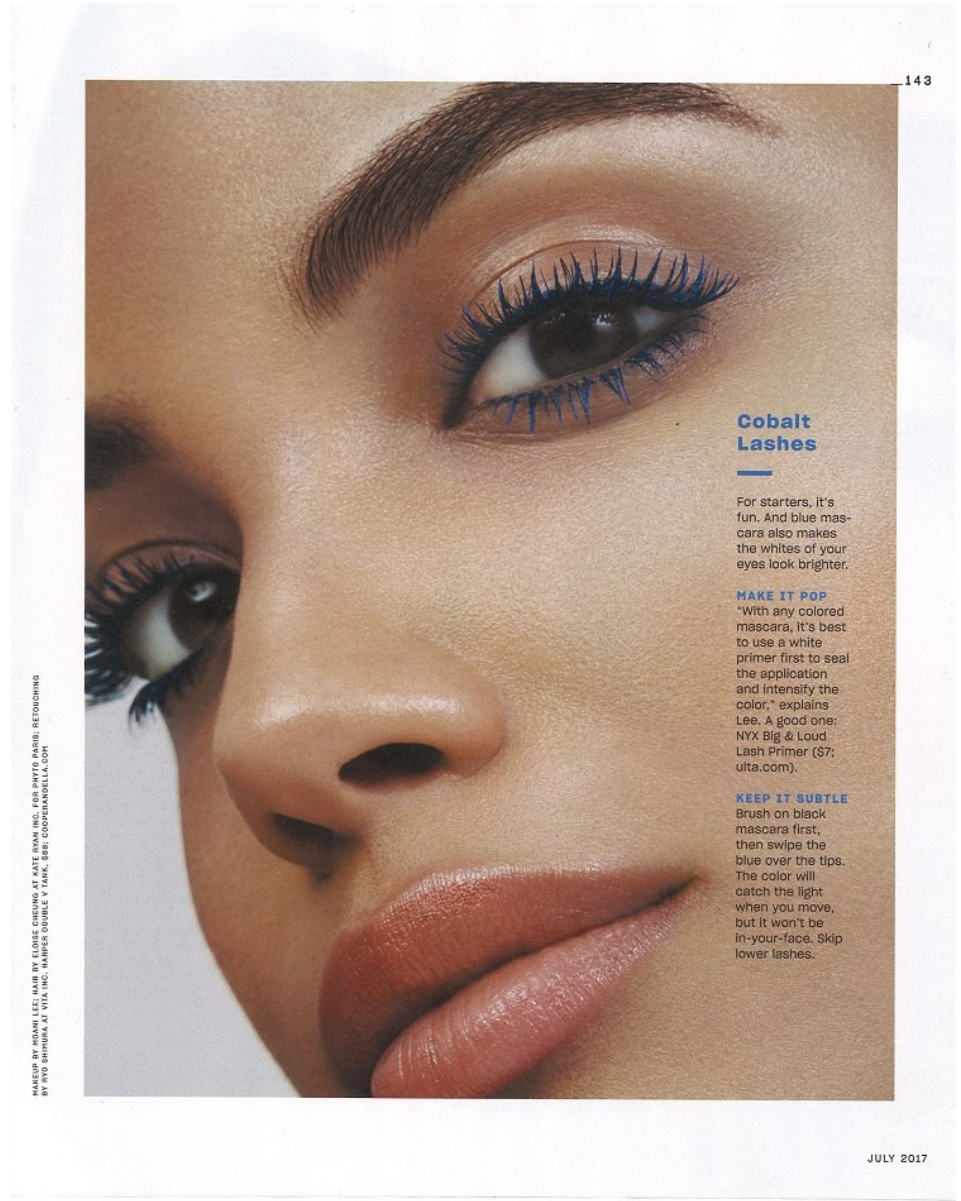 143
Cobalt
Lashes
For starters, it's
fun. And blue mas-
cara also makes
the whites of your
eyes look brighter.
MAKE IT POP
"With any colored
mascara, it's best
to use a white
primer first to seal
the application
and intensify the
color," explains
Lee. A good one:
NYX Big & Loud
Lash Primer ($7;
ulta.com).
KEEP IT SUBTLE
Brush on black
mascara first,
then swipe the
blue over the tips.
The color will
catch the light
when you move,
but it won't be
in-your-face. Skip
lower lashes.
MAKEUP BY MOANI LEE; HAIR BY ELOISE CHEUNG AT KATE RYAN INC. FOR PHYTO PARIS; RETOUCHING
BY RYO SHIMURA AT VITA INC. HARPER DOUBLE V TANK, $88; COOPERANDELLA.COM
JULY 2017